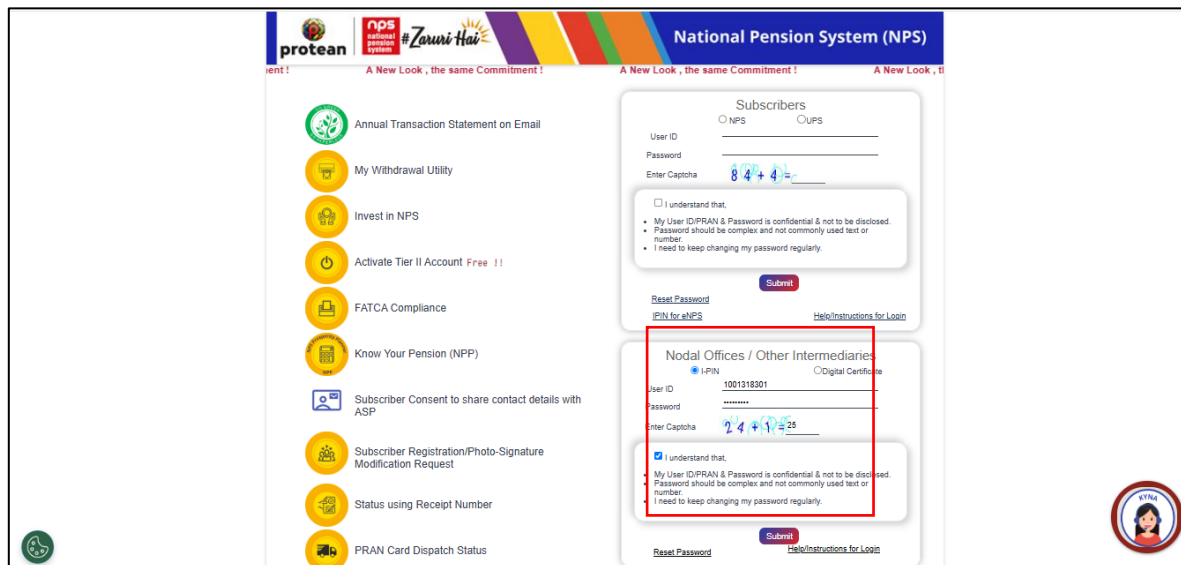 protean
nps
national
pension
system
#Zaruri Hai
National Pension System (NPS)
ent !
A New Look , the same Commitment !
A New Look , the same Commitment !
A New Look , t
Annual Transaction Statement on Email
My Withdrawal Utility
Invest in NPS
Activate Tier II Account Free !!
FATCA Compliance
Know Your Pension (NPP)
Subscriber Consent to share contact details with
ASP
Subscriber Registration/Photo-Signature
Modification Request
Status using Receipt Number
PRAN Card Dispatch Status
Subscribers
NPS
UPS
User ID
Password
Enter Captcha
84+4=
I understand that,
My User ID/PRAN & Password is confidential & not to be disclosed.
Password should be complex and not commonly used text or
number.
I need to keep changing my password regularly.
Submit
Reset Password
IPIN for eNPS
Help/Instructions for Login
Nodal Offices / Other Intermediaries
I-PIN
Digital Certificate
User ID
1001318301
Password
Enter Captcha
24+1=
25
I understand that,
My User ID/PRAN & Password is confidential & not to be disclosed.
Password should be complex and not commonly used text or
number.
I need to keep changing my password regularly.
Submit
Reset Password
Help/Instructions for Login
KYNA